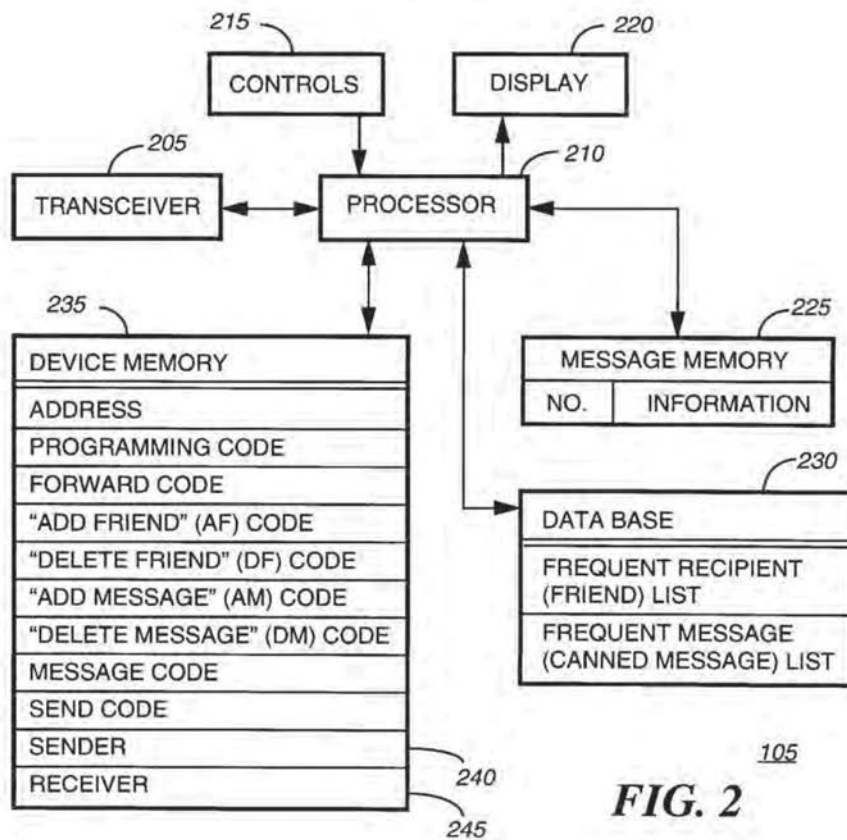 215
220
CONTROLS
DISPLAY
205
210
TRANSCEIVER
PROCESSOR
235
225
DEVICE MEMORY
MESSAGE MEMORY
ADDRESS
NO.
INFORMATION
PROGRAMMING CODE
FORWARD CODE
230
"ADD FRIEND" (AF) CODE
DATA BASE
"DELETE FRIEND" (DF) CODE
FREQUENT RECIPIENT
(FRIEND) LIST
"ADD MESSAGE" (AM) CODE
"DELETE MESSAGE" (DM) CODE
FREQUENT MESSAGE
(CANNED MESSAGE) LIST
MESSAGE CODE
SEND CODE
SENDER
240
105
RECEIVER
245
FIG. 2